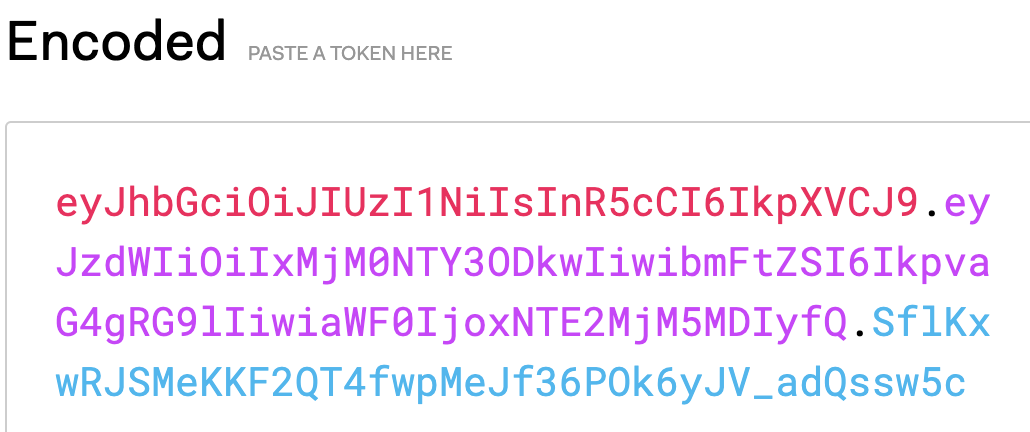 Encoded PASTE A TOKEN HERE
eyJhbGciOiJIUzI1NiIsInR5cCI6IkpXVCJ9.ey
JzdWIiOiIxMjM0NTY3ODkwIiwibmFtZSI6Ikpva
G4gRG9lIiwiaWF0IjoxNTE2MjM5MDIyfQ.SflKx
wRJSMeKKF2QT4fwpMeJf36POk6yJV_adQssw5c